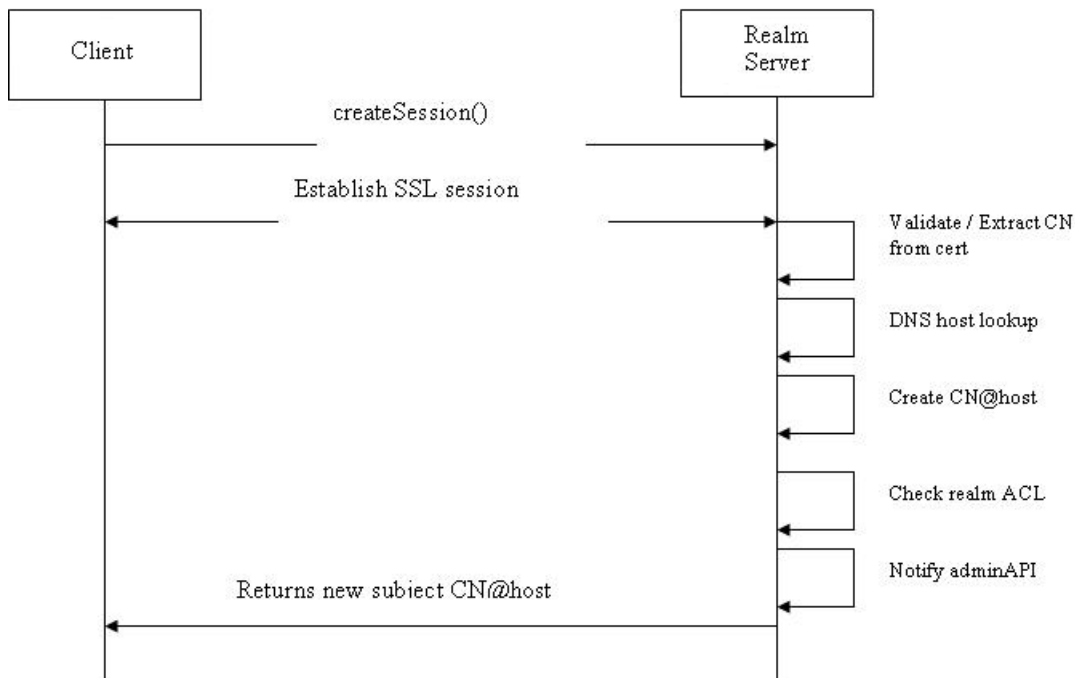 Client
Realm
Server
createSession()
Establish SSL session
Validate / Extract CN
from cert
DNS host lookup
Create CN@host
Check realm ACL
Notify adminAPI
Returns new subject CN@host